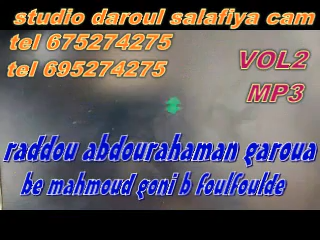 studio daroul salafiya cam
tel 675274275
tel 695274275
VOL2
MP3
raddou abdourahaman garoua
be mahmoud goni b foulfoulde